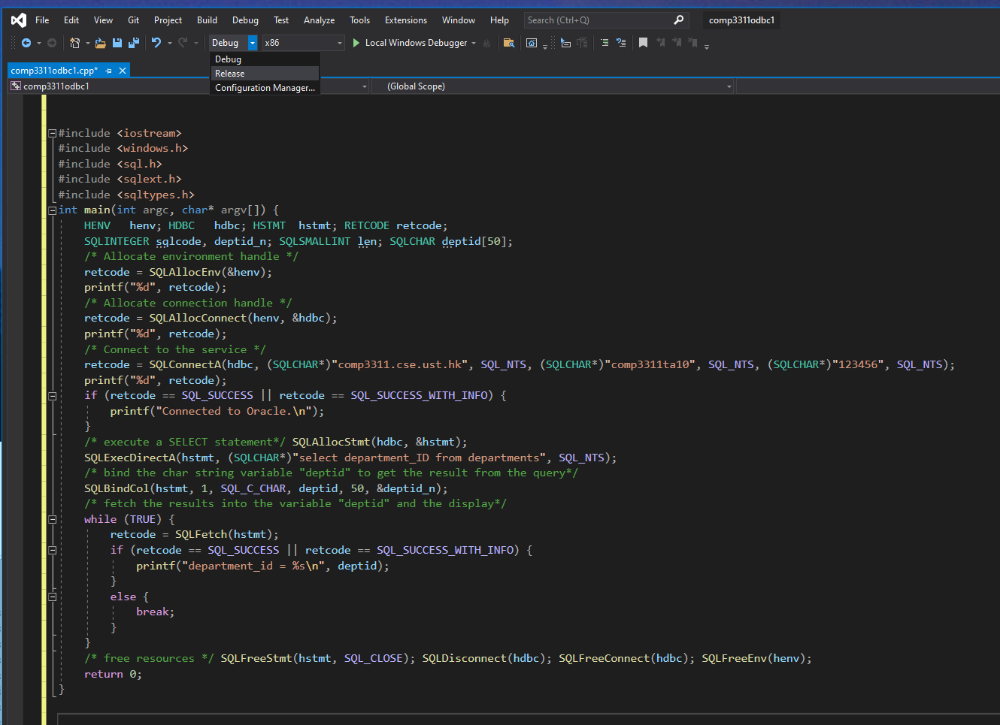 File Edit View Git Project Build Debug Test Analyze Tools Extensions Window Help Search (Ctrl+Q) comp3311odbc1
Debug x86 Local Windows Debugger
Debug
comp3311odbc1.cpp*
Release
comp3311odbc1 (Global Scope)
Configuration Manager...
#include <iostream>
#include <windows.h>
#include <sql.h>
#include <sqlext.h>
#include <sqltypes.h>
int main(int argc, char* argv[]) {
HENV henv; HDBC hdbc; HSTMT hstmt; RETCODE retcode;
SQLINTEGER sqlcode, deptid_n; SQLSMALLINT len; SQLCHAR deptid[50];
/* Allocate environment handle */
retcode = SQLAllocEnv(&henv);
printf("%d", retcode);
/* Allocate connection handle */
retcode = SQLAllocConnect(henv, &hdbc);
printf("%d", retcode);
/* Connect to the service */
retcode = SQLConnectA(hdbc, (SQLCHAR*)"comp3311.cse.ust.hk", SQL_NTS, (SQLCHAR*)"comp3311ta10", SQL_NTS, (SQLCHAR*)"123456", SQL_NTS);
printf("%d", retcode);
if (retcode == SQL_SUCCESS || retcode == SQL_SUCCESS_WITH_INFO) {
printf("Connected to Oracle.\n");
}
/* execute a SELECT statement*/ SQLAllocStmt(hdbc, &hstmt);
SQLExecDirectA(hstmt, (SQLCHAR*)"select department_ID from departments", SQL_NTS);
/* bind the char string variable "deptid" to get the result from the query*/
SQLBindCol(hstmt, 1, SQL_C_CHAR, deptid, 50, &deptid_n);
/* fetch the results into the variable "deptid" and the display*/
while (TRUE) {
retcode = SQLFetch(hstmt);
if (retcode == SQL_SUCCESS || retcode == SQL_SUCCESS_WITH_INFO) {
printf("department_id = %s\n", deptid);
}
else {
break;
}
}
/* free resources */ SQLFreeStmt(hstmt, SQL_CLOSE); SQLDisconnect(hdbc); SQLFreeConnect(hdbc); SQLFreeEnv(henv);
return 0;
}